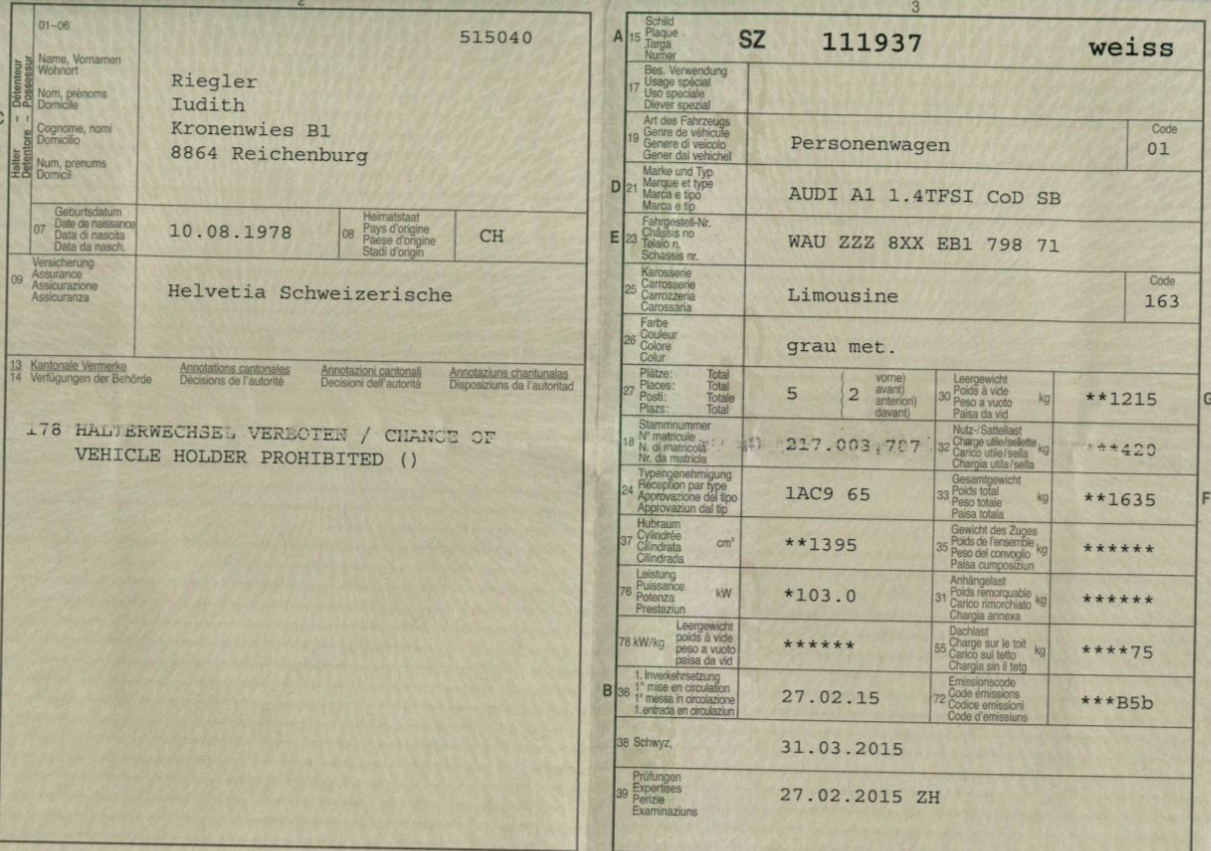 2
01-06
515040
Halter – Détenteur
Detentore – Possessur
Name, Vornamen
Wohnort
Nom, prénoms
Domicile
Cognome, nomi
Domicilio
Num, prenums
Domicil
Riegler
Iudith
Kronenwies B1
8864 Reichenburg
C
07
Geburtsdatum
Date de naissance
Data di nascita
Data da nasch.
10.08.1978
08
Heimatstaat
Pays d'origine
Paese d'origine
Stadi d'origin
CH
09
Versicherung
Assurance
Assicurazione
Assicuranza
Helvetia Schweizerische
13 Kantonale Vermerke Annotations cantonales Annotazioni cantonali Annotaziuns chantunalas
14 Verfügungen der Behörde Décisions de l'autorité Decisioni dell'autorità Disposiziuns da l'autoritad
178 HALTERWECHSEL VERBOTEN / CHANGE OF
VEHICLE HOLDER PROHIBITED ()
3
A 15
Schild
Plaque
Targa
Numer
SZ 111937 weiss
17
Bes. Verwendung
Usage spécial
Uso speciale
Diever spezial
19
Art des Fahrzeugs
Genre de véhicule
Genere di veicolo
Gener dal vehichel
Personenwagen
Code
01
D 21
Marke und Typ
Marque et type
Marca e tipo
Marca e tip
AUDI A1 1.4TFSI CoD SB
E 23
Fahrgestell-Nr.
Châssis no
Telaio n.
Schassis nr.
WAU ZZZ 8XX EB1 798 71
25
Karosserie
Carrosserie
Carrozzeria
Carossaria
Limousine
Code
163
26
Farbe
Couleur
Colore
Colur
grau met.
27
Plätze: Total
Places: Total
Posti: Totale
Plazs: Total
5
( 2
vorne)
avant)
anteriori)
davant)
30
Leergewicht
Poids à vide
Peso a vuoto
Paisa da vid
kg
**1215
G
18
Stammnummer
N° matricule
N. di matricola
Nr. da matricla
217.003,707
32
Nutz-/Sattellast
Charge utile/sellette
Carico utile/sella
Chargia utila/sella
kg
***420
24
Typengenehmigung
Réception par type
Approvazione del tipo
Approvaziun dal tip
1AC9 65
33
Gesamtgewicht
Poids total
Peso totale
Paisa totala
kg
**1635
F
37
Hubraum
Cylindrée
Cilindrata
Cilindrada
cm³
**1395
35
Gewicht des Zuges
Poids de l'ensemble
Peso del convoglio
Paisa cumposiziun
kg
******
76
Leistung
Puissance
Potenza
Prestaziun
kW
*103.0
31
Anhängelast
Poids remorquable
Carico rimorchiato
Chargia annexa
kg
******
78 kW/kg
Leergewicht
poids à vide
peso a vuoto
paisa da vid
******
55
Dachlast
Charge sur le toit
Carico sul tetto
Chargia sin il tetg
kg
****75
B 36
1. Inverkehrsetzung
1re mise en circulation
1a messa in circolazione
1. entrada en circulaziun
27.02.15
72
Emissionscode
Code émissions
Codice emissioni
Code d'emissiuns
***B5b
38 Schwyz,
31.03.2015
39
Prüfungen
Expertises
Perizie
Examinaziuns
27.02.2015 ZH